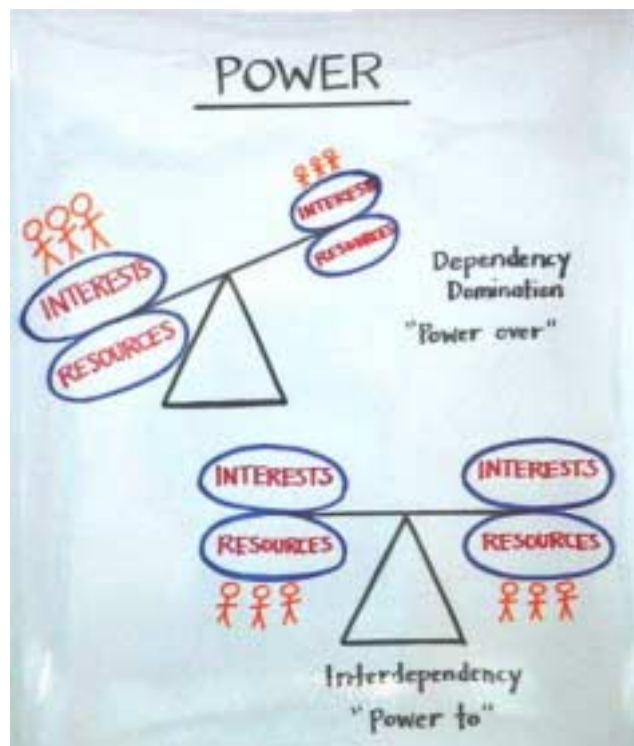 POWER
INTERESTS
RESOURCES
INTERESTS
RESOURCES
Dependency
Domination
"Power over"
INTERESTS
RESOURCES
INTERESTS
RESOURCES
Interdependency
"Power to"